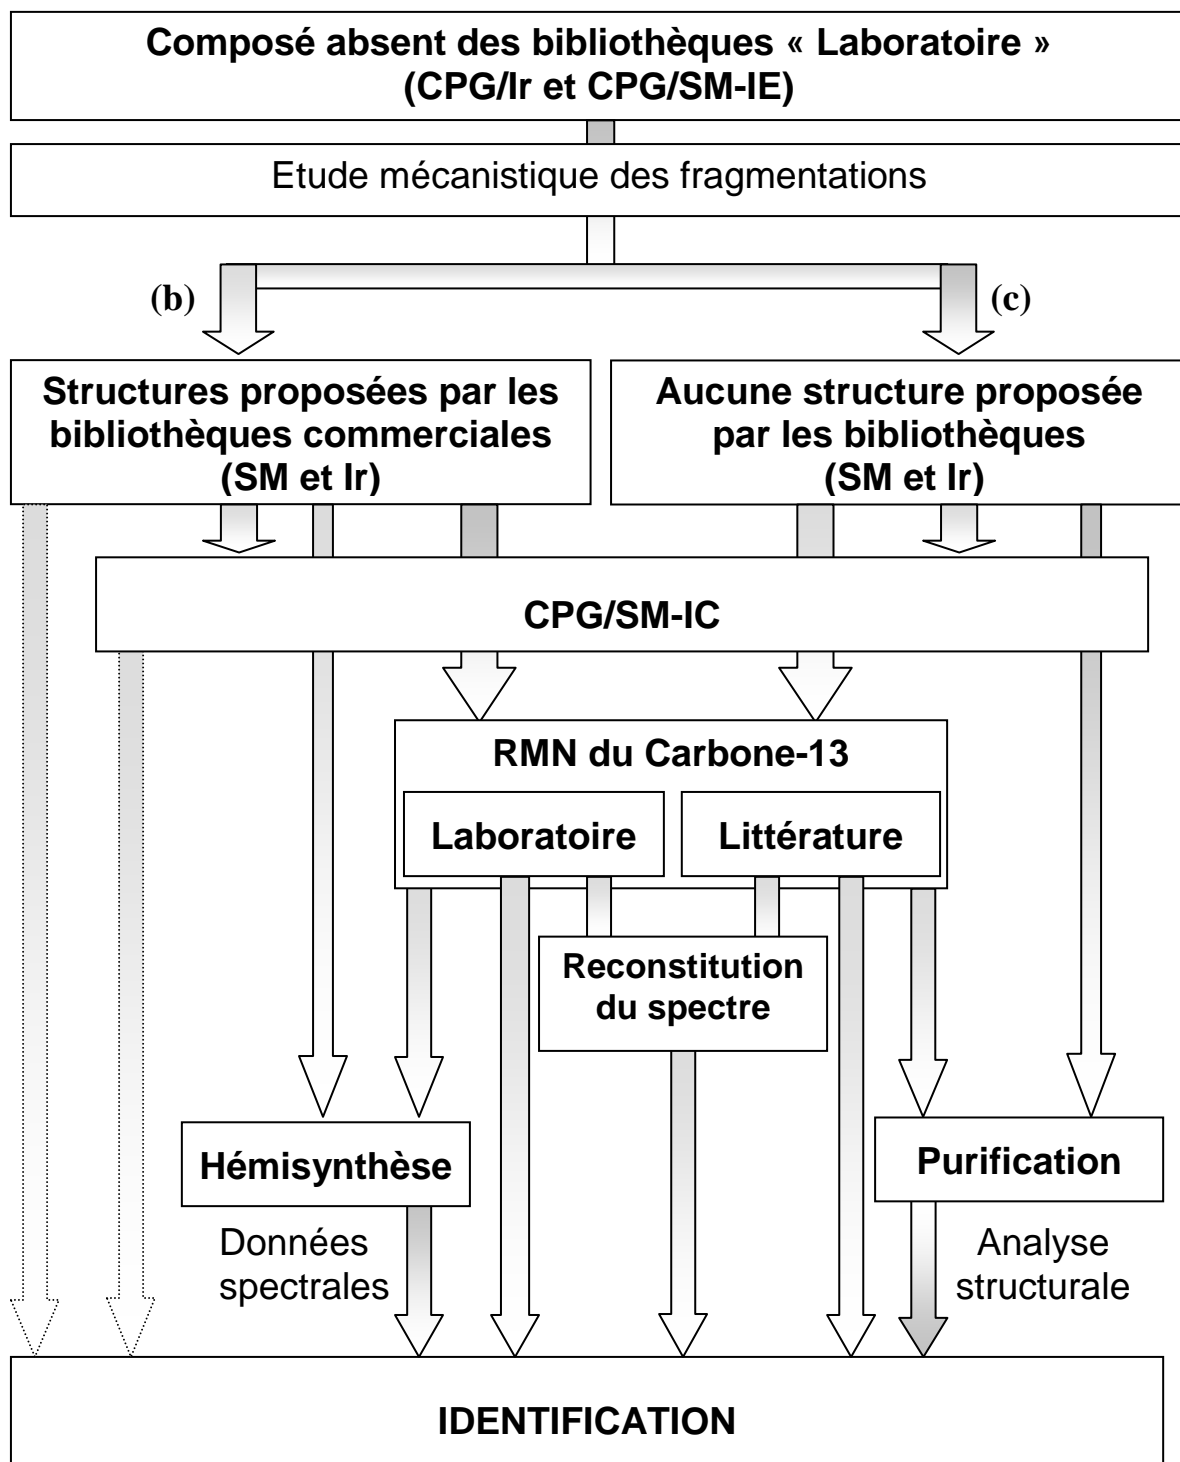 Composé absent des bibliothèques « Laboratoire »
(CPG/Ir et CPG/SM-IE)
Etude mécanistique des fragmentations
(b)
(c)
Structures proposées par les
bibliothèques commerciales
(SM et Ir)
Aucune structure proposée
par les bibliothèques
(SM et Ir)
CPG/SM-IC
RMN du Carbone-13
Laboratoire
Littérature
Reconstitution
du spectre
Hémisynthèse
Purification
Données
spectrales
Analyse
structurale
IDENTIFICATION